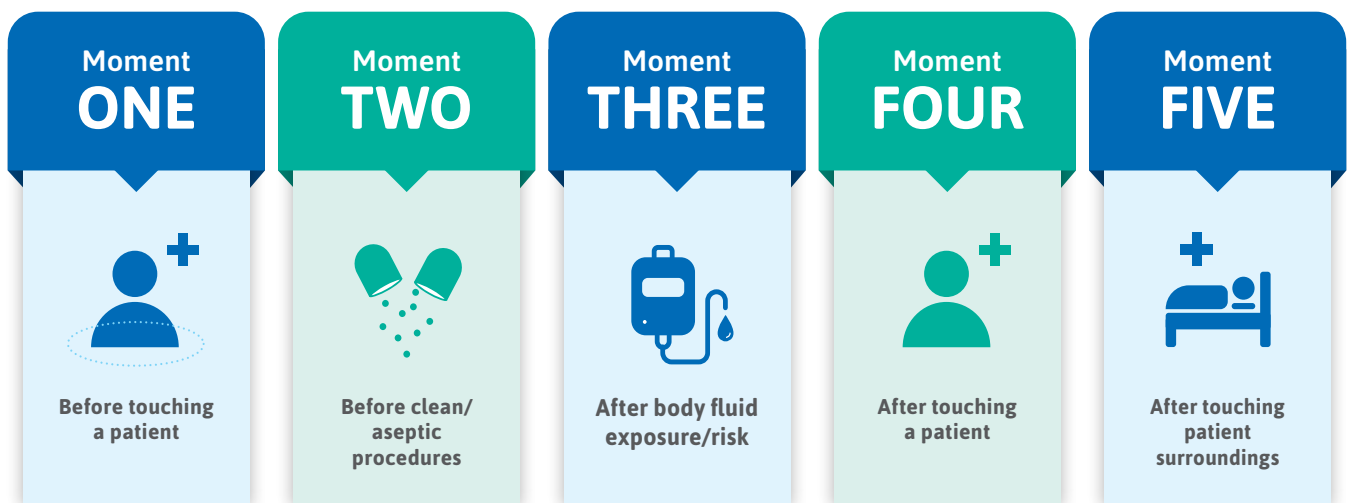 Moment
ONE
Before touching
a patient
Moment
TWO
Before clean/
aseptic
procedures
Moment
THREE
After body fluid
exposure/risk
Moment
FOUR
After touching
a patient
Moment
FIVE
After touching
patient
surroundings